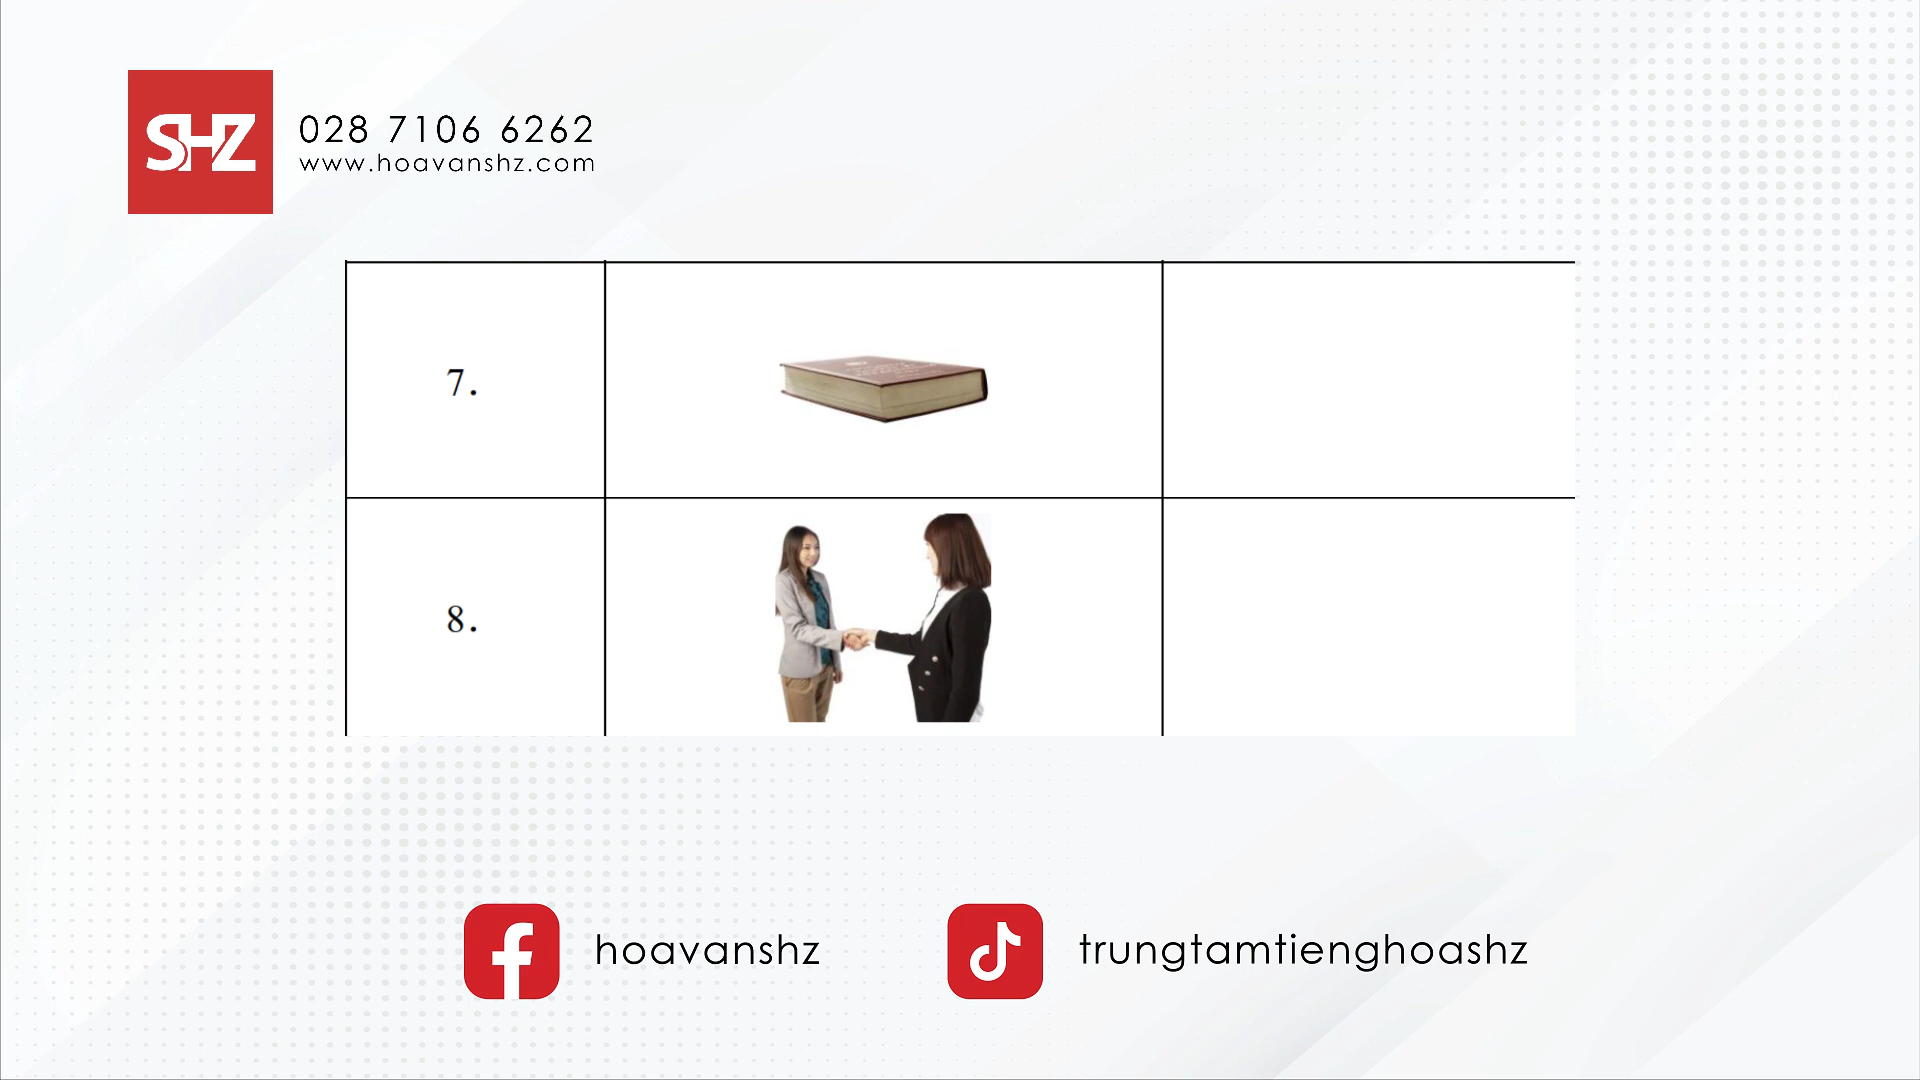 SHZ
028 7106 6262
www.hoavanshz.com
7.
8.
hoavanshz
trungtamtienghoashz